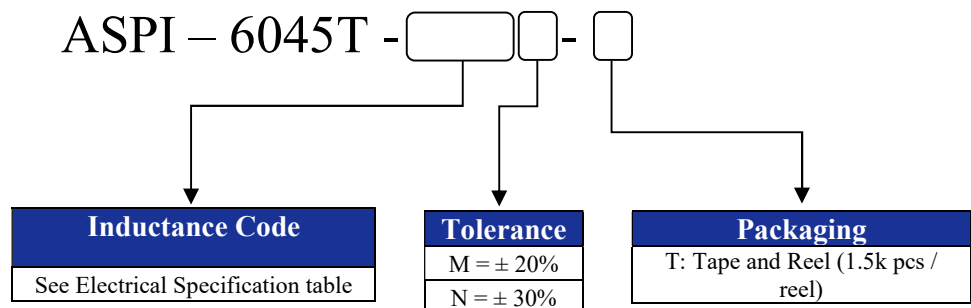 ASPI – 6045T - -
Inductance Code
See Electrical Specification table
Tolerance
M = ± 20%
N = ± 30%
Packaging
T: Tape and Reel (1.5k pcs /
reel)